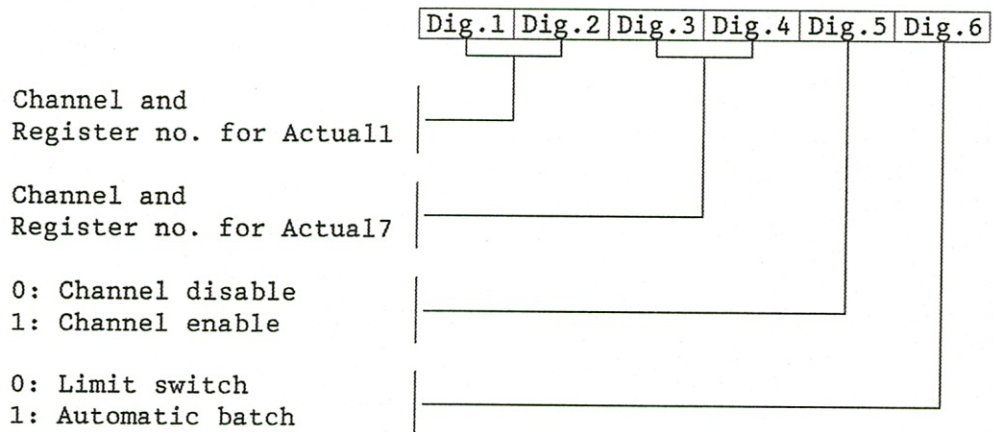 Dig.1 Dig.2 Dig.3 Dig.4 Dig.5 Dig.6
Channel and
Register no. for Actual1
Channel and
Register no. for Actual7
0: Channel disable
1: Channel enable
0: Limit switch
1: Automatic batch